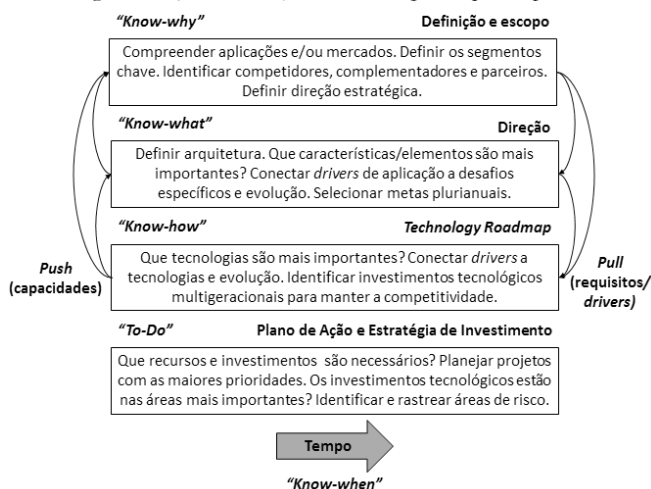 “Know-why” Definição e escopo
Compreender aplicações e/ou mercados. Definir os segmentos
chave. Identificar competidores, complementadores e parceiros.
Definir direção estratégica.
“Know-what” Direção
Definir arquitetura. Que características/elementos são mais
importantes? Conectar drivers de aplicação a desafios
específicos e evolução. Selecionar metas plurianuais.
“Know-how” Technology Roadmap
Que tecnologias são mais importantes? Conectar drivers a
tecnologias e evolução. Identificar investimentos tecnológicos
multigeracionais para manter a competitividade.
Push
(capacidades)
Pull
(requisitos/
drivers)
“To-Do” Plano de Ação e Estratégia de Investimento
Que recursos e investimentos são necessários? Planejar projetos
com as maiores prioridades. Os investimentos tecnológicos estão
nas áreas mais importantes? Identificar e rastrear áreas de risco.
Tempo
“Know-when”